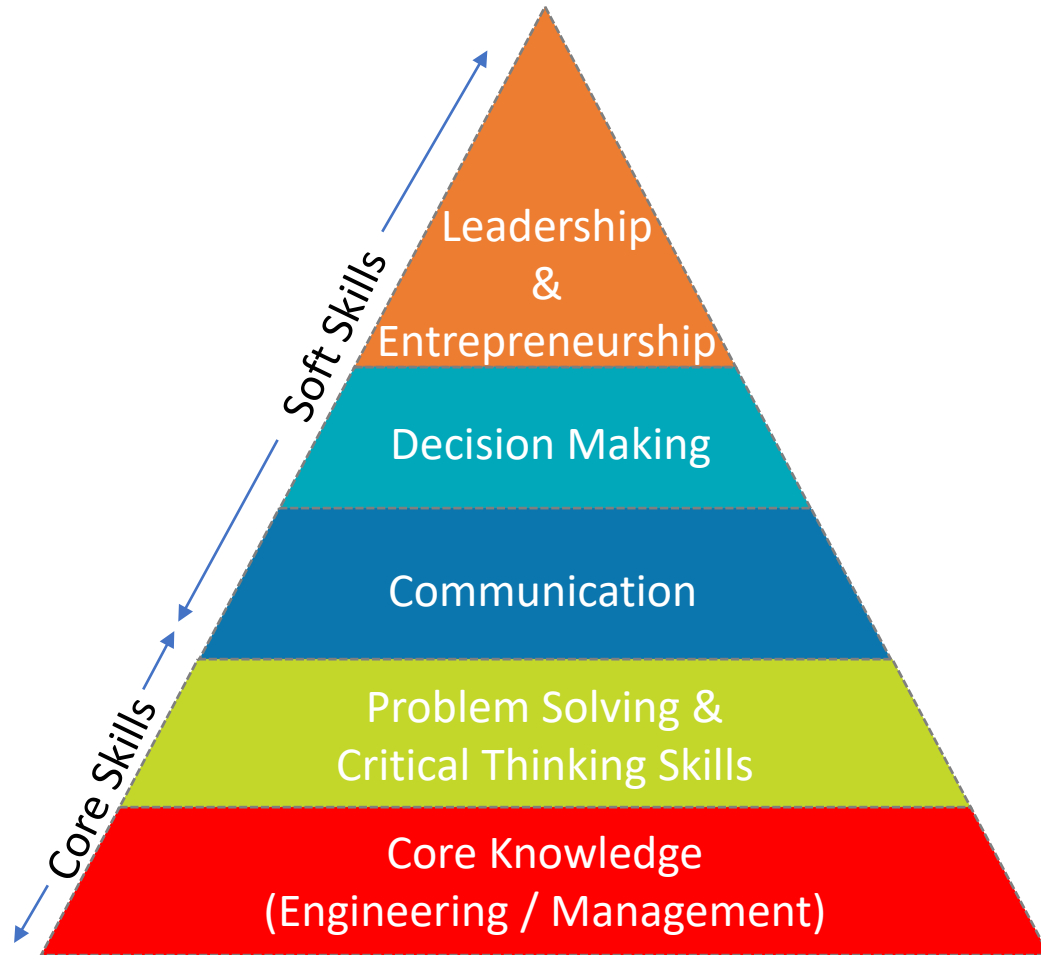 Leadership
&
Entrepreneurship
Soft Skills
Decision Making
Communication
Core Skills
Problem Solving &
Critical Thinking Skills
Core Knowledge
(Engineering / Management)